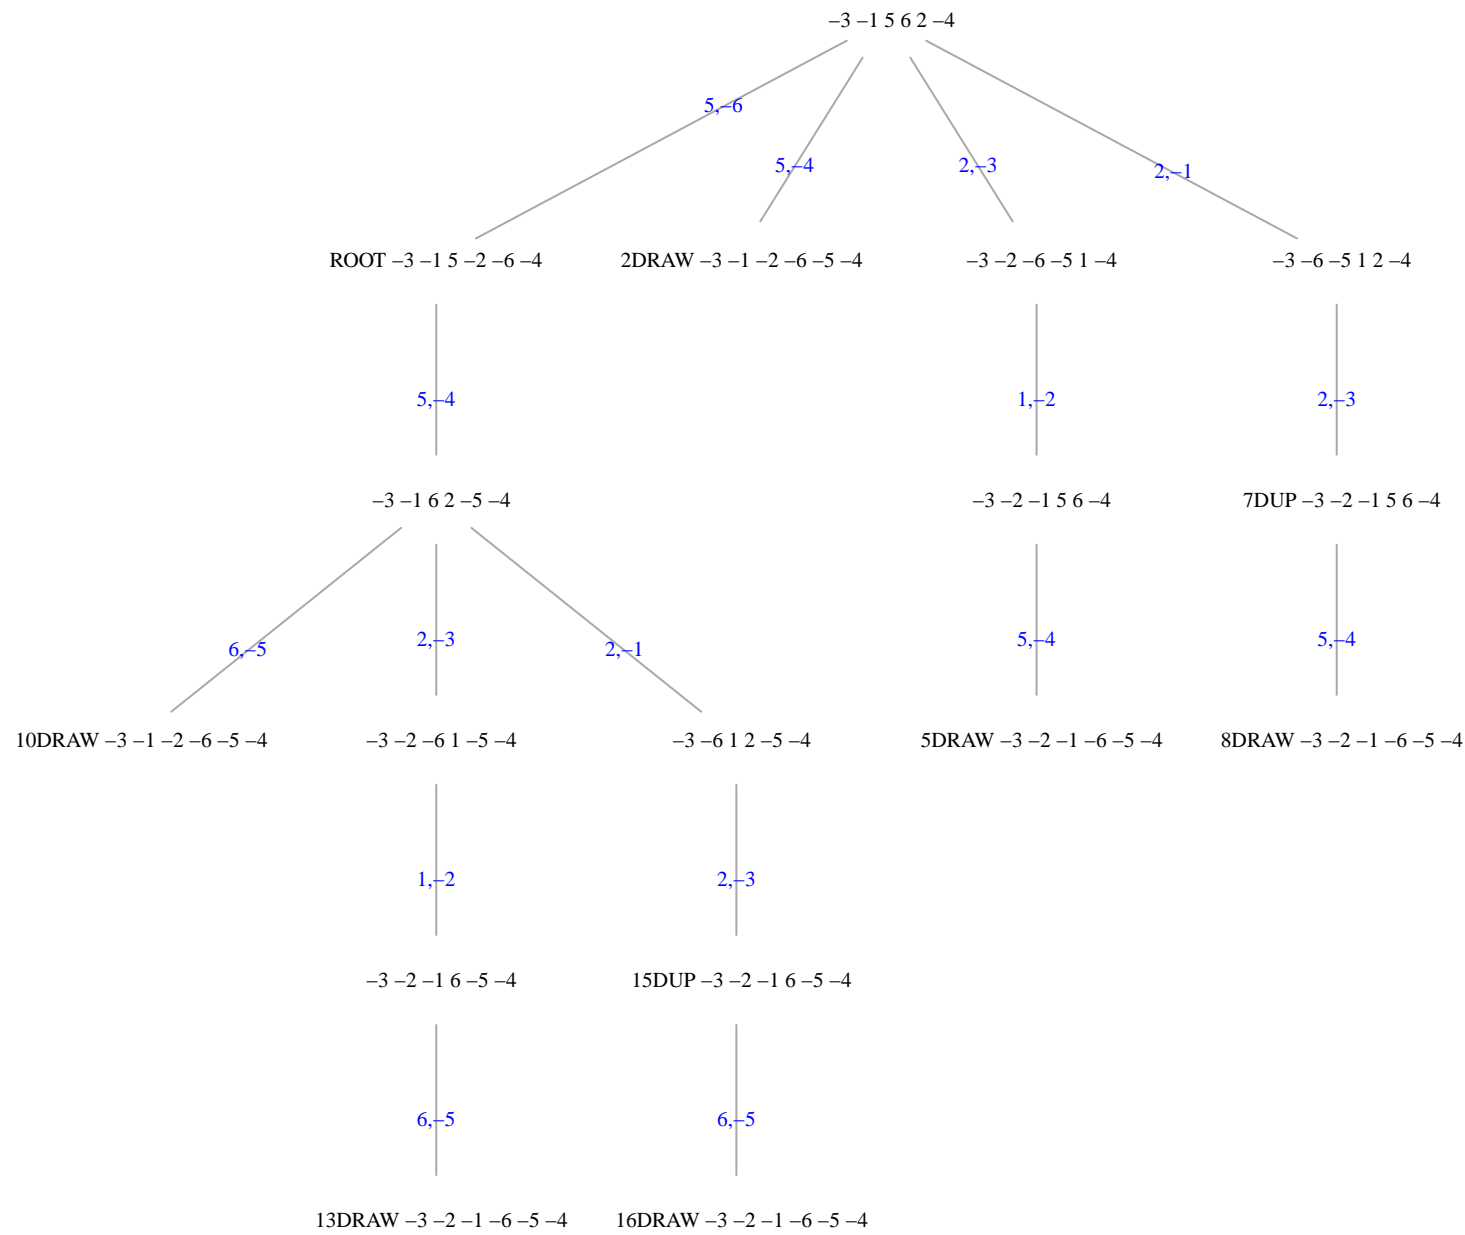 –3 –1 5 6 2 –4
5,–6
5,–4
2,–3
2,–1
ROOT –3 –1 5 –2 –6 –4
2DRAW –3 –1 –2 –6 –5 –4
–3 –2 –6 –5 1 –4
–3 –6 –5 1 2 –4
5,–4
1,–2
2,–3
–3 –1 6 2 –5 –4
–3 –2 –1 5 6 –4
7DUP –3 –2 –1 5 6 –4
6,–5
2,–3
2,–1
5,–4
5,–4
10DRAW –3 –1 –2 –6 –5 –4
–3 –2 –6 1 –5 –4
–3 –6 1 2 –5 –4
5DRAW –3 –2 –1 –6 –5 –4
8DRAW –3 –2 –1 –6 –5 –4
1,–2
2,–3
–3 –2 –1 6 –5 –4
15DUP –3 –2 –1 6 –5 –4
6,–5
6,–5
13DRAW –3 –2 –1 –6 –5 –4
16DRAW –3 –2 –1 –6 –5 –4